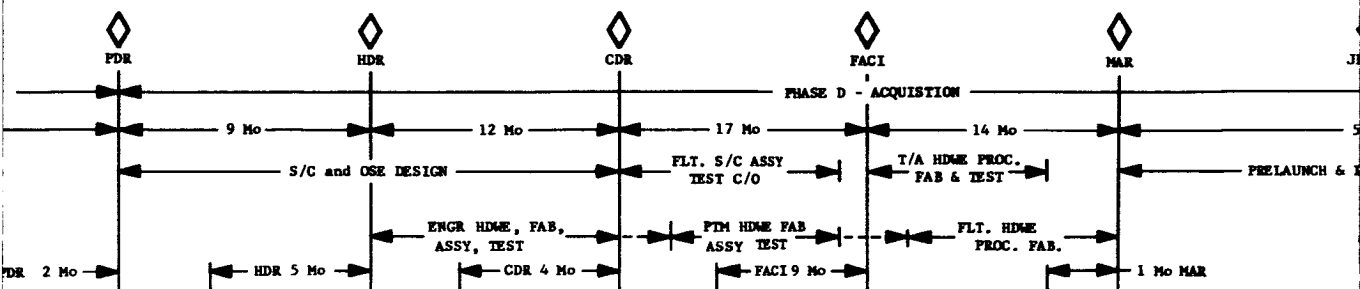 PDR HDR CDR FACI MAR
PHASE D - ACQUISTION
9 Mo 12 Mo 17 Mo 14 Mo 5
S/C and OSE DESIGN
FLT. S/C ASSY
TEST C/O
T/A HDWE PROC.
FAB & TEST
PRELAUNCH &
ENGR HDWE, FAB,
ASSY, TEST
PTM HDWE FAB
ASSY TEST
FLT. HDWE
PROC. FAB.
PDR 2 Mo HDR 5 Mo CDR 4 Mo FACI 9 Mo 1 Mo MAR